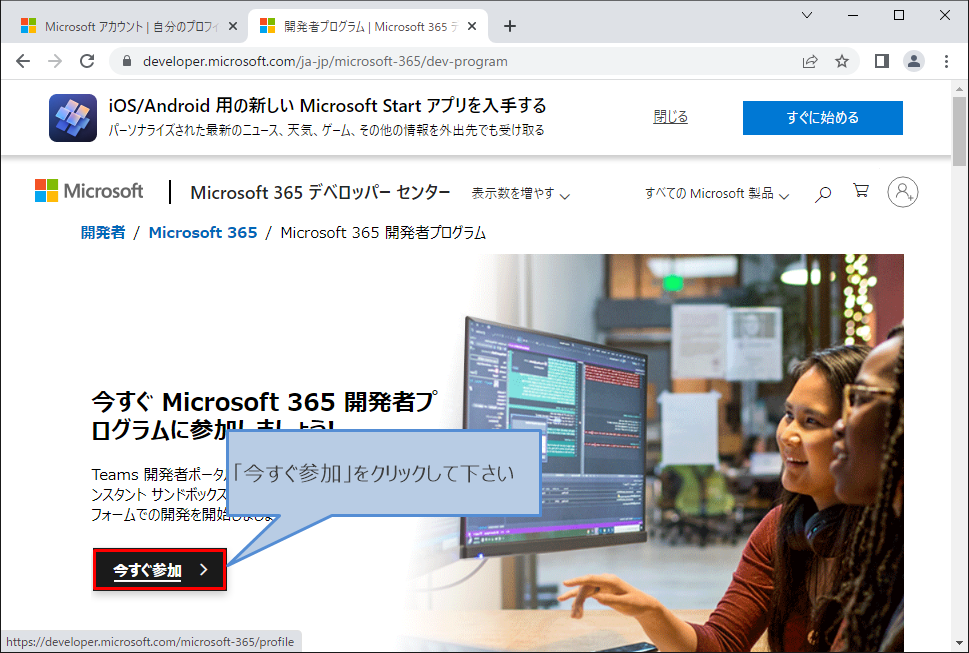 Microsoft アカウント | 自分のプロフィ
開発者プログラム | Microsoft 365 デ
developer.microsoft.com/ja-jp/microsoft-365/dev-program
iOS/Android 用の新しい Microsoft Start アプリを入手する
パーソナライズされた最新のニュース、天気、ゲーム、その他の情報を外出先でも受け取る
閉じる
すぐに始める
Microsoft
Microsoft 365 デベロッパー センター
表示数を増やす
すべての Microsoft 製品
開発者 / Microsoft 365 / Microsoft 365 開発者プログラム
今すぐ Microsoft 365 開発者プ
ログラムに参加しましょう!
Teams 開発者ポータ
ンスタント サンドボックス
フォームでの開発を開始しましょ
「今すぐ参加」をクリックして下さい
今すぐ参加
https://developer.microsoft.com/microsoft-365/profile